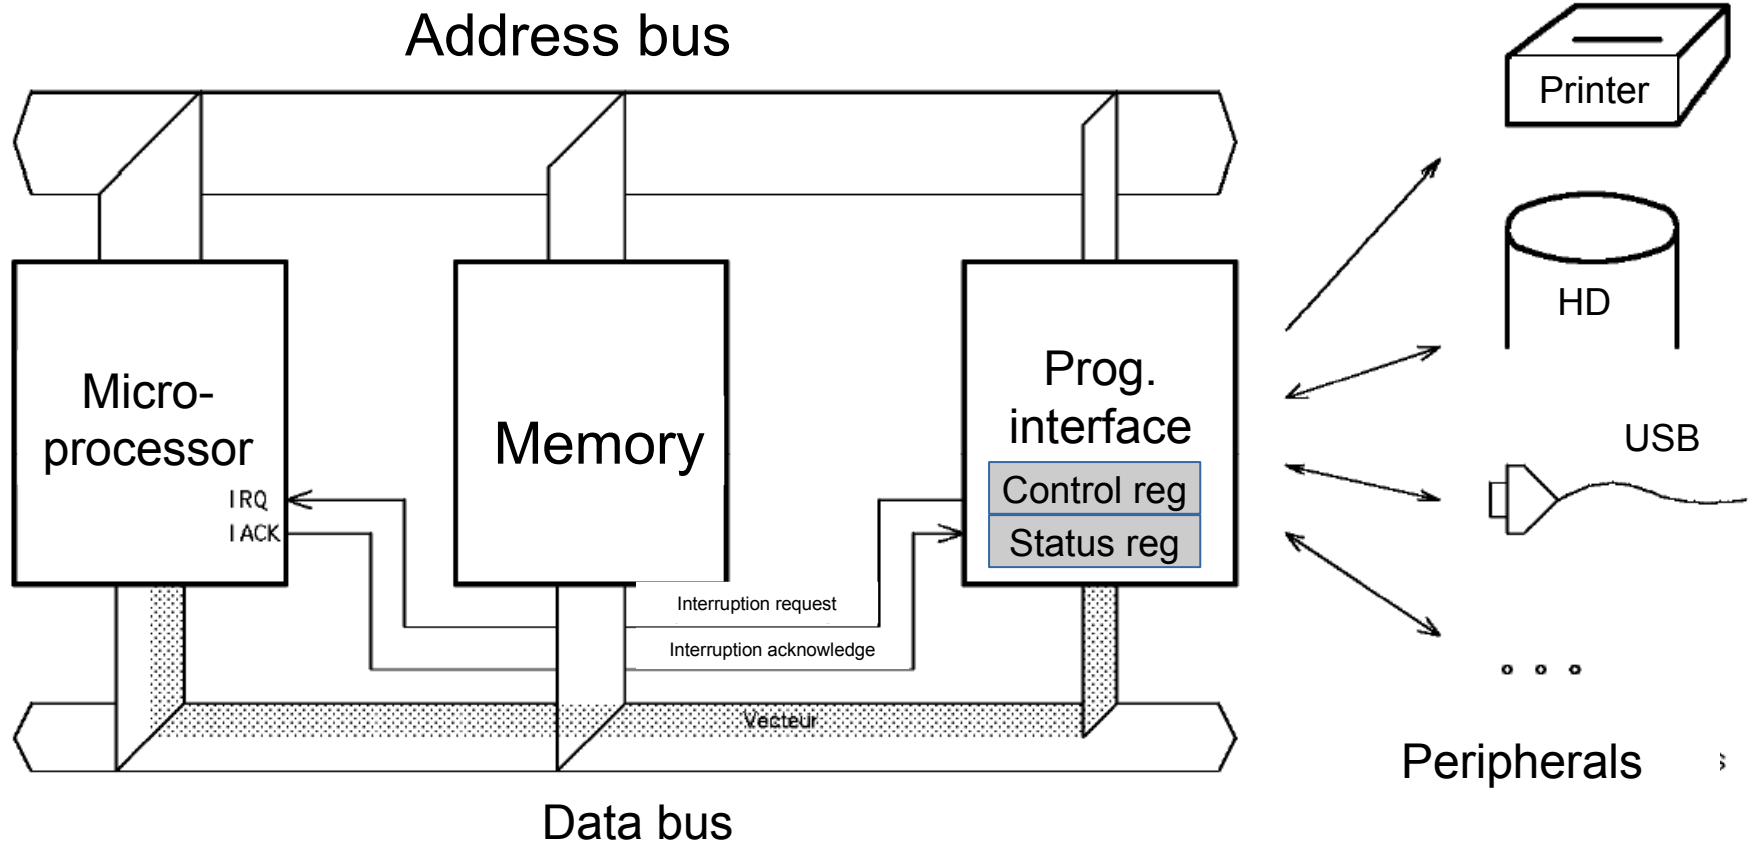 Address bus
Printer
HD
Micro-
processor
Memory
Prog.
interface
USB
Control reg
Status reg
IRQ
IACK
Interruption request
Interruption acknowledge
Vecteur
Peripherals
s
Data bus